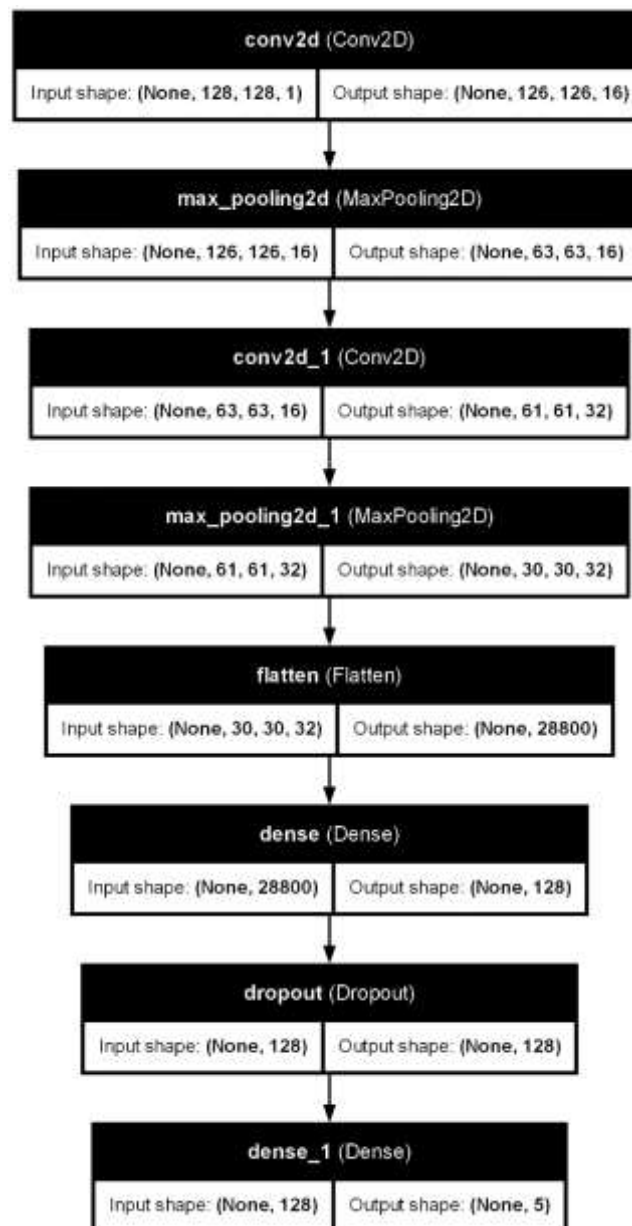 conv2d (Conv2D)
Input shape: (None, 128, 128, 1) Output shape: (None, 126, 126, 16)
max_pooling2d (MaxPooling2D)
Input shape: (None, 126, 126, 16) Output shape: (None, 63, 63, 16)
conv2d_1 (Conv2D)
Input shape: (None, 63, 63, 16) Output shape: (None, 61, 61, 32)
max_pooling2d_1 (MaxPooling2D)
Input shape: (None, 61, 61, 32) Output shape: (None, 30, 30, 32)
flatten (Flatten)
Input shape: (None, 30, 30, 32) Output shape: (None, 28800)
dense (Dense)
Input shape: (None, 28800) Output shape: (None, 128)
dropout (Dropout)
Input shape: (None, 128) Output shape: (None, 128)
dense_1 (Dense)
Input shape: (None, 128) Output shape: (None, 5)